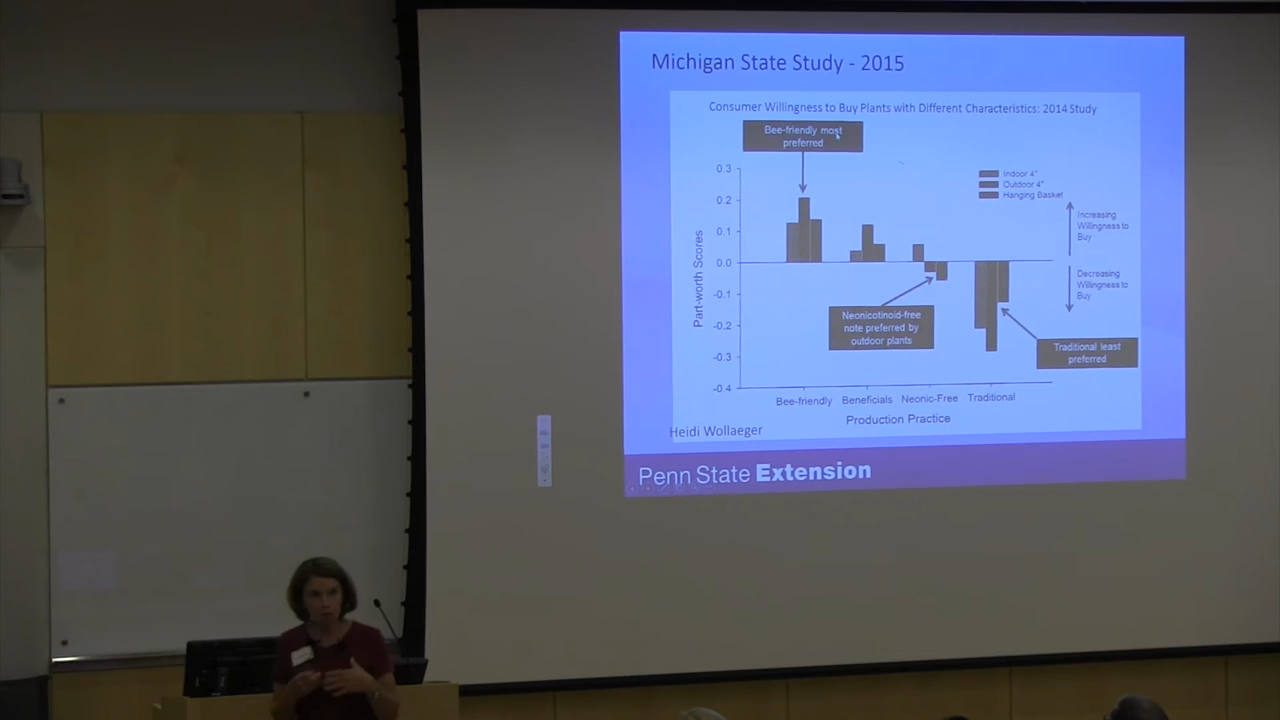 Michigan State Study - 2015
Consumer Willingness to Buy Plants with Different Characteristics: 2014 Study
Bee-friendly most
preferred
0.3
0.2
0.1
0.0
-0.1
-0.2
-0.3
-0.4
Part-worth Scores
Indoor 4"
Outdoor 4"
Hanging Basket
Increasing
Willingness to
Buy
Decreasing
Willingness to
Buy
Neonicotinoid-free
note preferred by
outdoor plants
Traditional least
preferred
Bee-friendly Beneficials Neonic-Free Traditional
Production Practice
Heidi Wollaeger
Penn State Extension